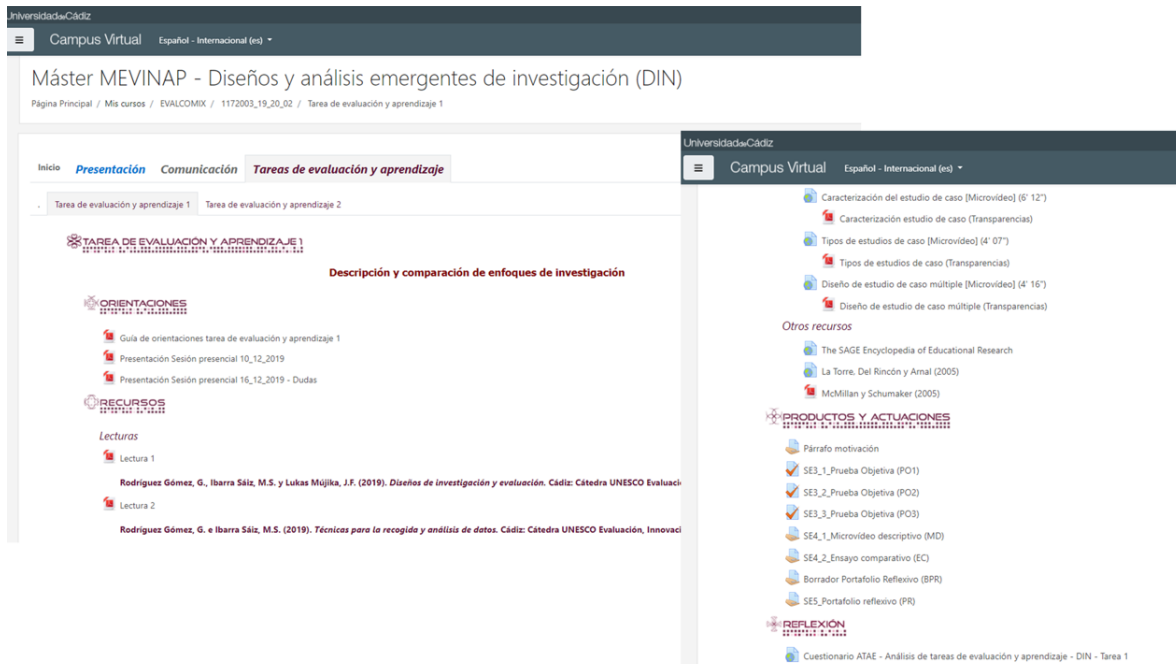 Universidad de Cádiz
Campus Virtual Español - Internacional (es)
Máster MEVINAP - Diseños y análisis emergentes de investigación (DIN)
Página Principal / Mis cursos / EVALCOMIX / 1172003_19_20_02 / Tarea de evaluación y aprendizaje 1
Inicio Presentación Comunicación Tareas de evaluación y aprendizaje
. Tarea de evaluación y aprendizaje 1 Tarea de evaluación y aprendizaje 2
TAREA DE EVALUACIÓN Y APRENDIZAJE 1
Descripción y comparación de enfoques de investigación
ORIENTACIONES
Guía de orientaciones tarea de evaluación y aprendizaje 1
Presentación Sesión presencial 10_12_2019
Presentación Sesión presencial 16_12_2019 - Dudas
RECURSOS
Lecturas
Lectura 1
Rodríguez Gómez, G., Ibarra Sáiz, M.S. y Lukas Mújika, J.F. (2019). Diseños de investigación y evaluación. Cádiz: Cátedra UNESCO Evaluació
Lectura 2
Rodríguez Gómez, G. e Ibarra Sáiz, M.S. (2019). Técnicas para la recogida y análisis de datos. Cádiz: Cátedra UNESCO Evaluación, Innovaci
Universidad de Cádiz
Campus Virtual Español - Internacional (es)
Caracterización del estudio de caso [Microvídeo] (6' 12")
Caracterización estudio de caso (Transparencias)
Tipos de estudios de caso [Microvídeo] (4' 07")
Tipos de estudios de caso (Transparencias)
Diseño de estudio de caso múltiple [Microvídeo] (4' 16")
Diseño de estudio de caso múltiple (Transparencias)
Otros recursos
The SAGE Encyclopedia of Educational Research
La Torre, Del Rincón y Arnal (2005)
McMillan y Schumaker (2005)
PRODUCTOS Y ACTUACIONES
Párrafo motivación
SE3_1_Prueba Objetiva (PO1)
SE3_2_Prueba Objetiva (PO2)
SE3_3_Prueba Objetiva (PO3)
SE4_1_Microvídeo descriptivo (MD)
SE4_2_Ensayo comparativo (EC)
Borrador Portafolio Reflexivo (BPR)
SE5_Portafolio reflexivo (PR)
REFLEXIÓN
Cuestionario ATAE - Análisis de tareas de evaluación y aprendizaje - DIN - Tarea 1